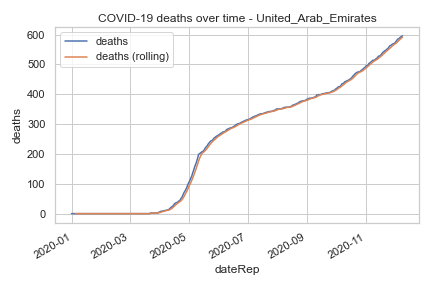 COVID-19 deaths over time - United_Arab_Emirates
deaths
deaths (rolling)
600
500
400
300
200
100
0
deaths
2020-01
2020-03
2020-05
2020-07
2020-09
2020-11
dateRep